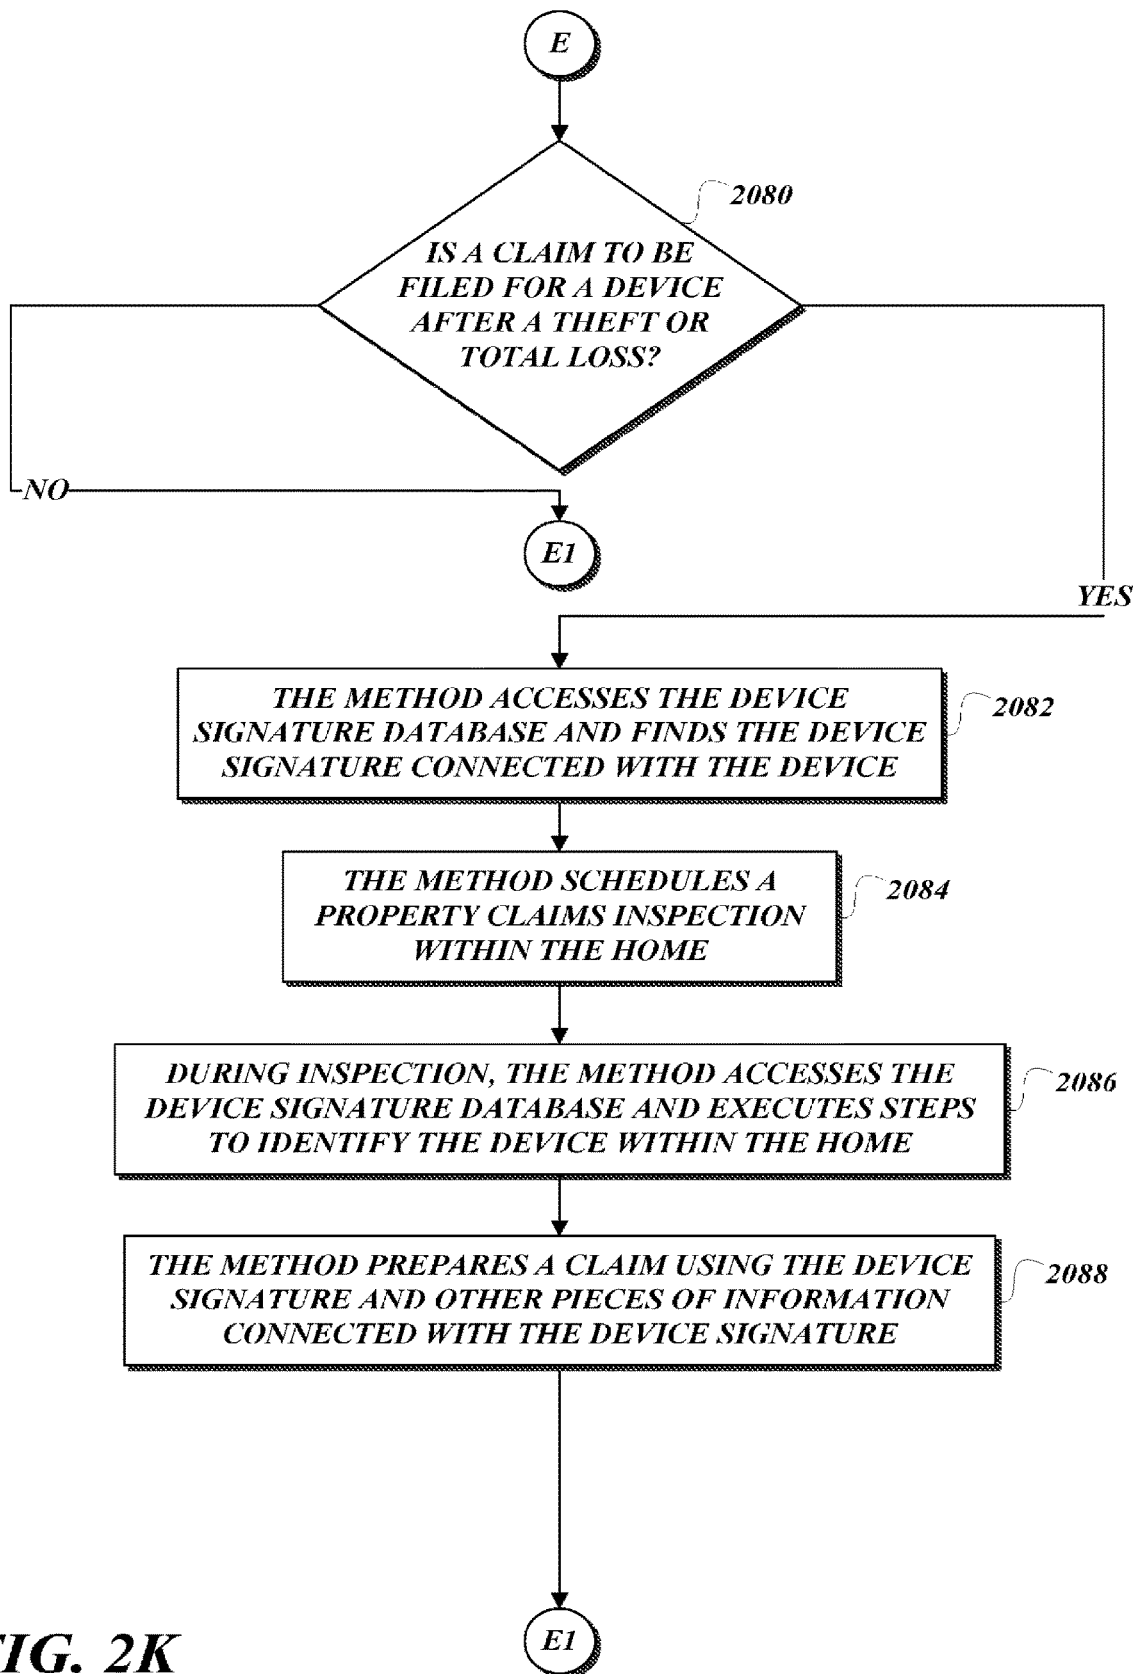 E
2080
IS A CLAIM TO BE
FILED FOR A DEVICE
AFTER A THEFT OR
TOTAL LOSS?
NO
E1
YES
THE METHOD ACCESSES THE DEVICE
SIGNATURE DATABASE AND FINDS THE DEVICE
SIGNATURE CONNECTED WITH THE DEVICE
2082
THE METHOD SCHEDULES A
PROPERTY CLAIMS INSPECTION
WITHIN THE HOME
2084
DURING INSPECTION, THE METHOD ACCESSES THE
DEVICE SIGNATURE DATABASE AND EXECUTES STEPS
TO IDENTIFY THE DEVICE WITHIN THE HOME
2086
THE METHOD PREPARES A CLAIM USING THE DEVICE
SIGNATURE AND OTHER PIECES OF INFORMATION
CONNECTED WITH THE DEVICE SIGNATURE
2088
E1
FIG. 2K